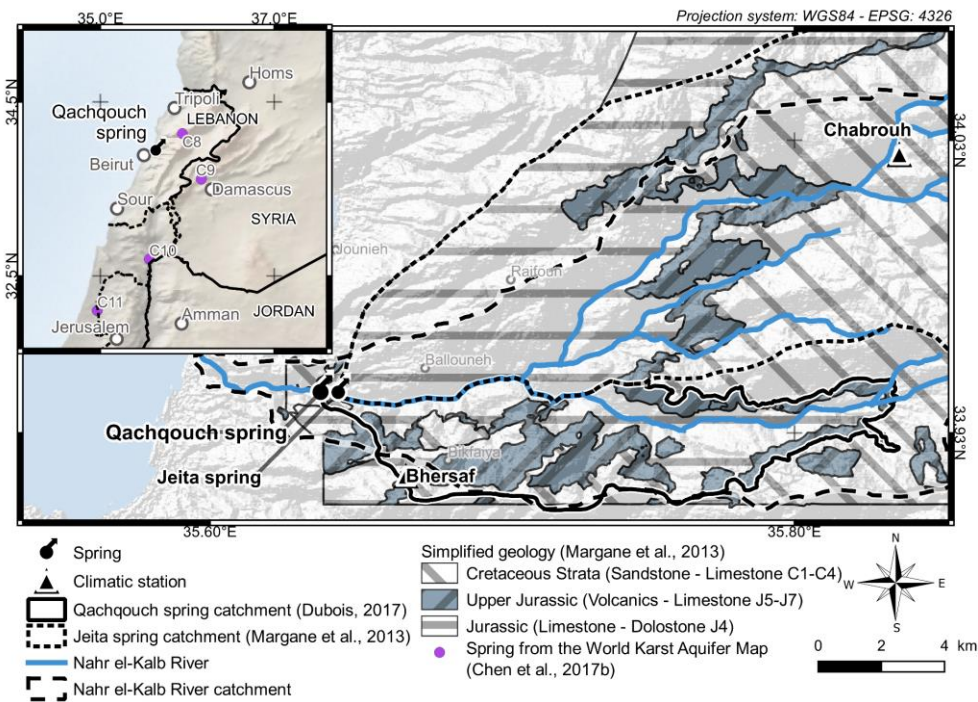 Projection system: WGS84 - EPSG: 4326
35.0°E
37.0°E
34.5°N
32.5°N
Homs
Tripoli
LEBANON
Qachqouch
spring
C8
Beirut
C9
Damascus
Sour
SYRIA
C10
C11
Amman
JORDAN
Jerusalem
Chabrouh
34.03°N
Jounieh
Raifoun
Ballouneh
Qachqouch spring
33.93°N
Bikfaiya
Jeita spring
Bhersaf
35.60°E
35.80°E
Spring
Climatic station
Qachqouch spring catchment (Dubois, 2017)
Jeita spring catchment (Margane et al., 2013)
Nahr el-Kalb River
Nahr el-Kalb River catchment
Simplified geology (Margane et al., 2013)
Cretaceous Strata (Sandstone - Limestone C1-C4)
Upper Jurassic (Volcanics - Limestone J5-J7)
Jurassic (Limestone - Dolostone J4)
Spring from the World Karst Aquifer Map
(Chen et al., 2017b)
N
W
E
S
0 2 4 km